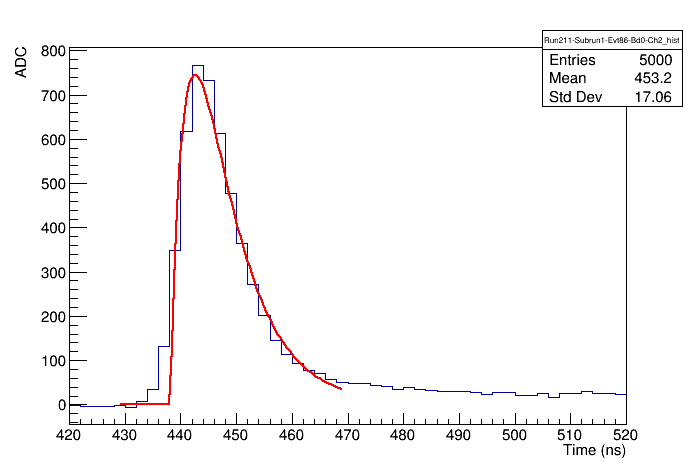 Run211-Subrun1-Evt86-Bd0-Ch2_hist
Entries 5000
Mean 453.2
Std Dev 17.06
ADC
800
700
600
500
400
300
200
100
0
420 430 440 450 460 470 480 490 500 510 520
Time (ns)